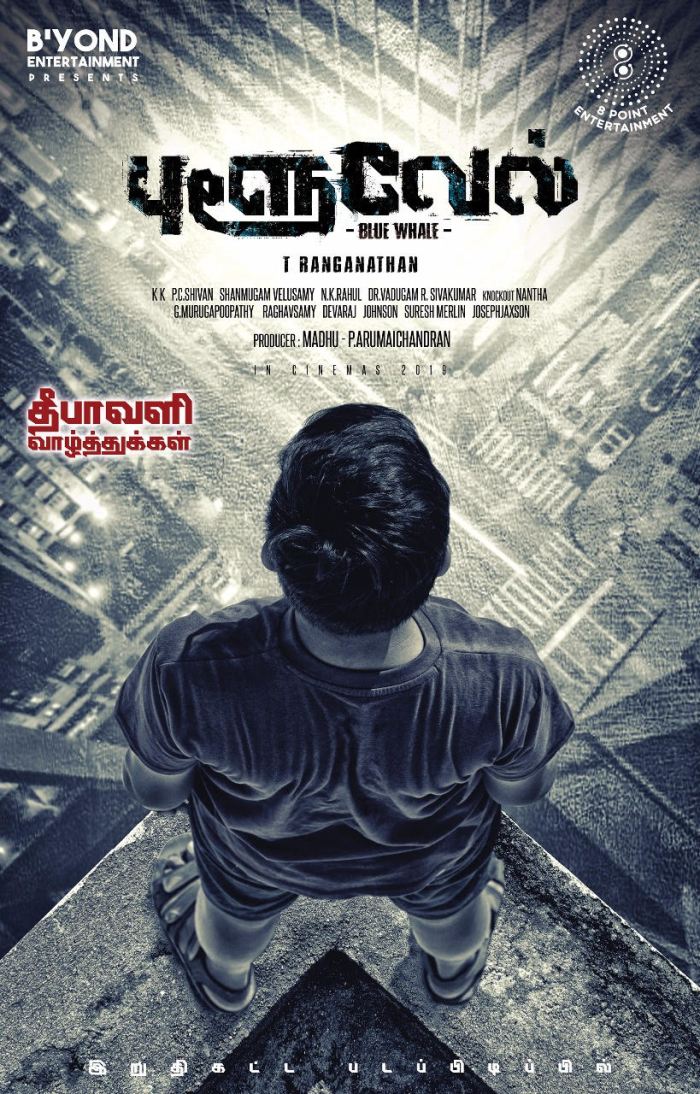 B'YOND
ENTERTAINMENT
PRESENTS
8 POINT
ENTERTAINMENT
புளூவேல்
- BLUE WHALE -
T RANGANATHAN
K K P.C.SHIVAN SHANMUGAM VELUSAMY N.K.RAHUL DR.VADUGAM R. SIVAKUMAR KNOCKOUT NANTHA
G.MURUGAPOOPATHY RAGHAVSAMY DEVARAJ JOHNSON SURESH MERLIN JOSEPHJAXSON
PRODUCER : MADHU - P.ARUMAICHANDRAN
IN CINEMAS 2019
தீபாவளி
வாழ்த்துக்கள்
இறுதிகட்ட படப்பிடிப்பில்